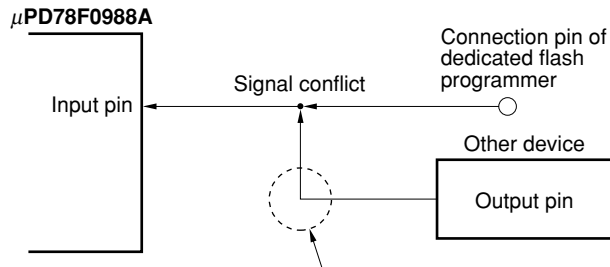 μPD78F0988A
Connection pin of
dedicated flash
programmer
Signal conflict
Input pin
Other device
Output pin